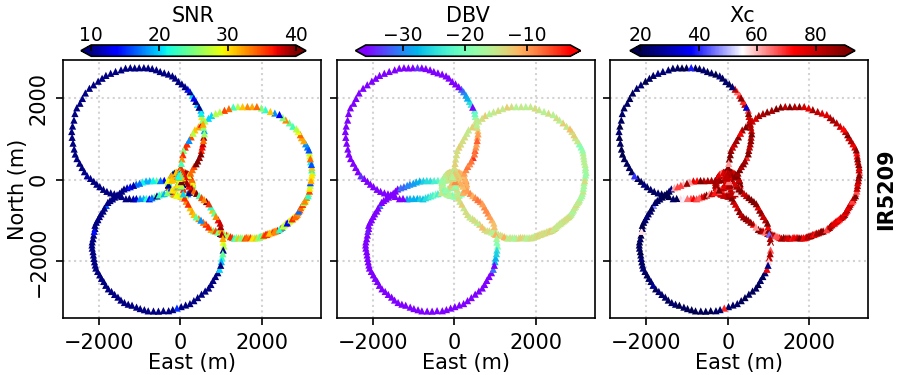 SNR DBV Xc
10 20 30 40 −30 −20 −10 20 40 60 80
North (m)
2000
0
−2000
IR5209
−2000 0 2000 −2000 0 2000 −2000 0 2000
East (m) East (m) East (m)